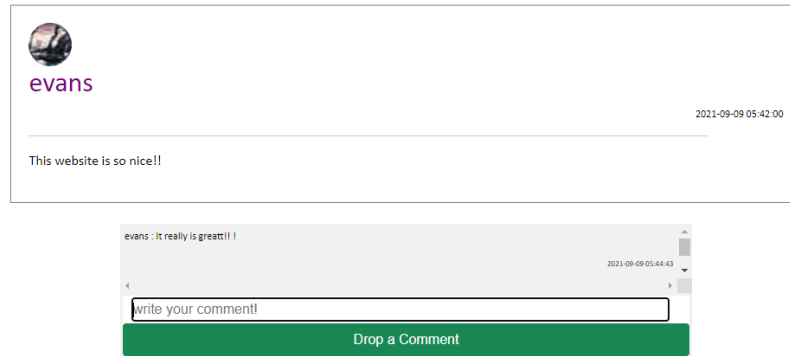 evans
2021-09-09 05:42:00
This website is so nice!!
evans : It really is greatt!! !
2021-09-09 05:44:43
write your comment!
Drop a Comment